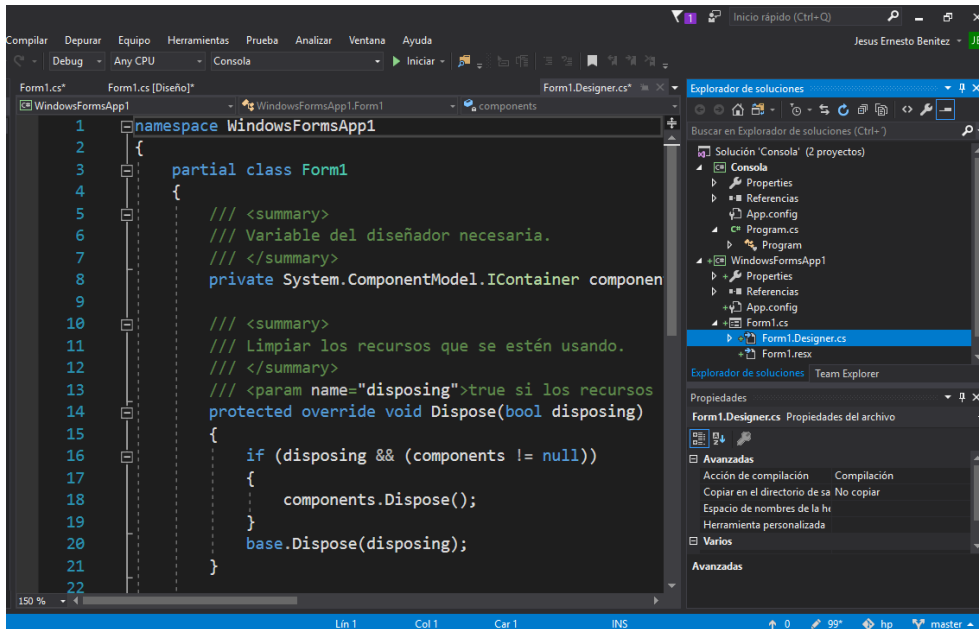 1 Inicio rápido (Ctrl+Q)
Compilar Depurar Equipo Herramientas Prueba Analizar Ventana Ayuda Jesus Ernesto Benitez JE
Debug Any CPU Consola Iniciar
Form1.cs* Form1.cs [Diseño]* Form1.Designer.cs*
WindowsFormsApp1 WindowsFormsApp1.Form1 components
1 namespace WindowsFormsApp1
2 {
3 partial class Form1
4 {
5 /// <summary>
6 /// Variable del diseñador necesaria.
7 /// </summary>
8 private System.ComponentModel.IContainer componen
9
10 /// <summary>
11 /// Limpiar los recursos que se estén usando.
12 /// </summary>
13 /// <param name="disposing">true si los recursos
14 protected override void Dispose(bool disposing)
15 {
16 if (disposing && (components != null))
17 {
18 components.Dispose();
19 }
20 base.Dispose(disposing);
21 }
22
150 %
Explorador de soluciones
Buscar en Explorador de soluciones (Ctrl+´)
Solución 'Consola' (2 proyectos)
Consola
Properties
Referencias
App.config
C# Program.cs
Program
WindowsFormsApp1
Properties
Referencias
App.config
Form1.cs
Form1.Designer.cs
Form1.resx
Explorador de soluciones Team Explorer
Propiedades
Form1.Designer.cs Propiedades del archivo
Avanzadas
Acción de compilación Compilación
Copiar en el directorio de sa No copiar
Espacio de nombres de la he
Herramienta personalizada
Varios
Avanzadas
Lín 1 Col 1 Car 1 INS 0 99* hp master